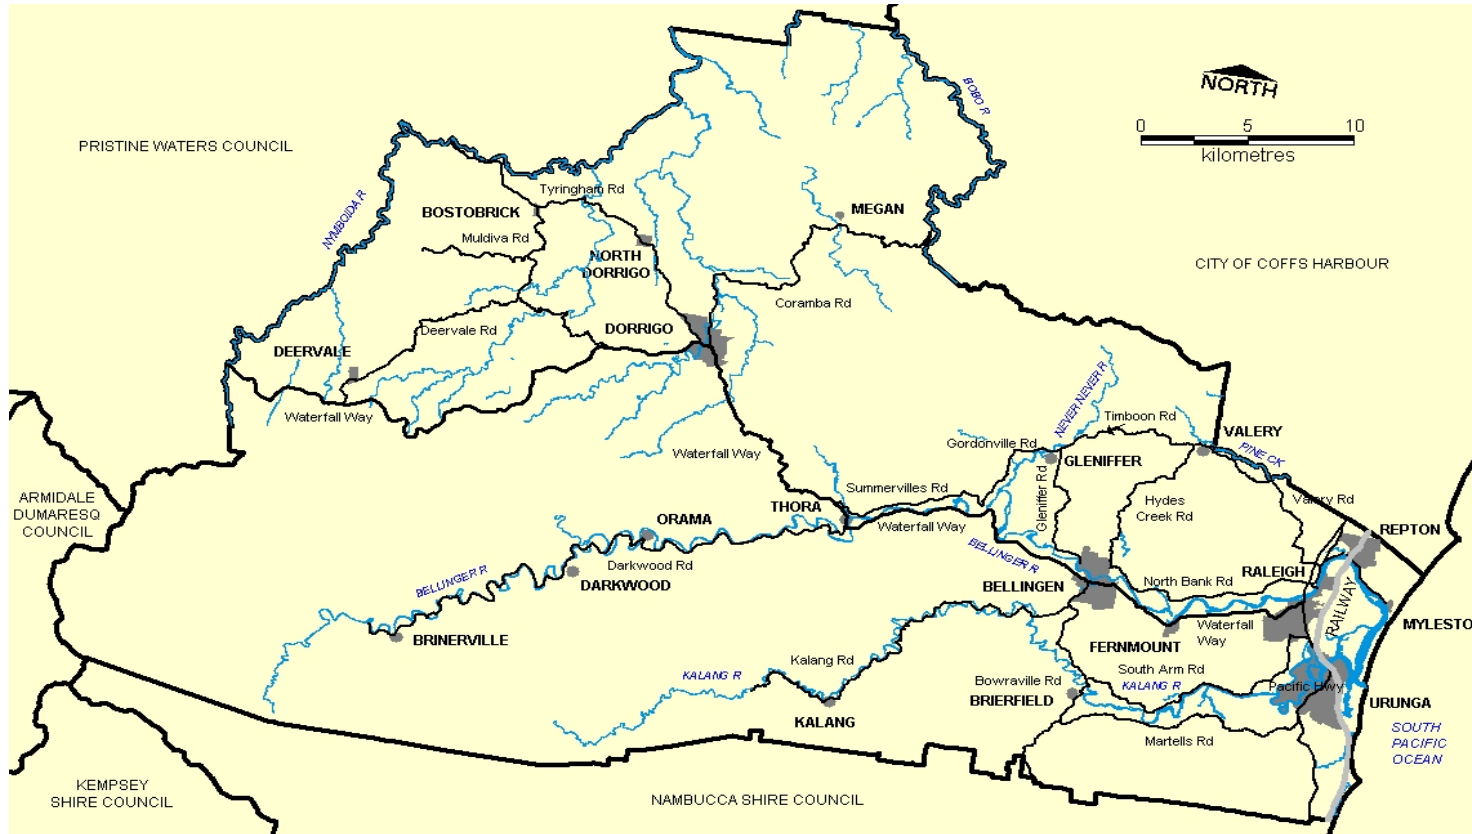 BOBO R
NORTH
0 5 10
kilometres
PRISTINE WATERS COUNCIL
Tyringham Rd
NYMBOIDA R
BOSTOBRICK
MEGAN
Muldiva Rd
NORTH
DORRIGO
CITY OF COFFS HARBOUR
Coramba Rd
Deervale Rd
DORRIGO
DEERVALE
NEVER NEVER R
Waterfall Way
Timboon Rd
VALERY
Gordonville Rd
Waterfall Way
GLENIFFER
PINE CK
ARMIDALE
DUMARESQ
COUNCIL
Summervilles Rd
Gleniffer Rd
Hydes
Creek Rd
Valery Rd
THORA
ORAMA
Waterfall Way
REPTON
Darkwood Rd
BELLINGER R
RALEIGH
BELLINGER R
DARKWOOD
BELLINGEN
North Bank Rd
RAILWAY
BRINERVILLE
Waterfall
Way
MYLESTO
FERNMOUNT
Kalang Rd
South Arm Rd
KALANG R
Bowraville Rd
KALANG R
Pacific Hwy
BRIERFIELD
URUNGA
KALANG
Martells Rd
SOUTH
PACIFIC
OCEAN
KEMPSEY
SHIRE COUNCIL
NAMBUCCA SHIRE COUNCIL